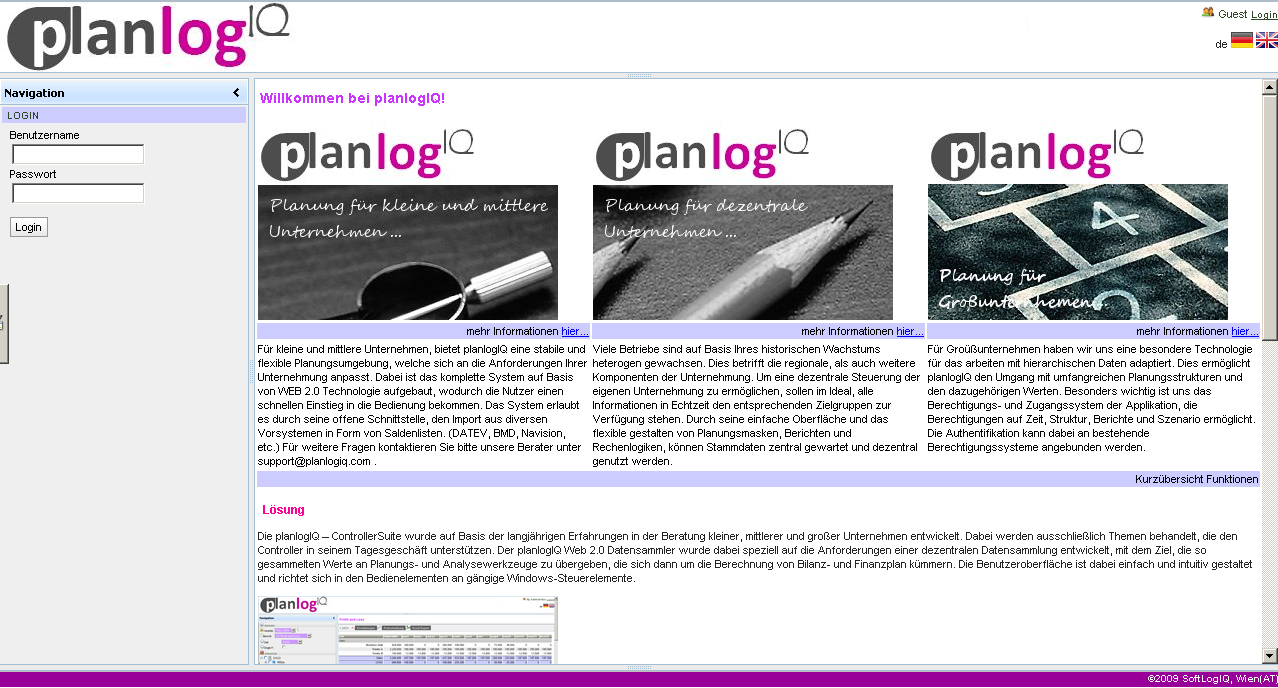 planlogIQ
Guest Login
de
Navigation
LOGIN
Benutzername
Passwort
Login
Willkommen bei planlogIQ!
planlogIQ
Planung für kleine und mittlere
Unternehmen ...
mehr Informationen hier...
Für kleine und mittlere Unternehmen, bietet planlogIQ eine stabile und
flexible Planungsumgebung, welche sich an die Anforderungen Ihrer
Unternehmung anpasst. Dabei ist das komplette System auf Basis
von WEB 2.0 Technologie aufgebaut, wodurch die Nutzer einen
schnellen Einstieg in die Bedienung bekommen. Das System erlaubt
es durch seine offene Schnittstelle, den Import aus diversen
Vorsystemen in Form von Saldenlisten. (DATEV, BMD, Navision,
etc.) Für weitere Fragen kontaktieren Sie bitte unsere Berater unter
support@planlogiq.com .
planlogIQ
Planung für dezentrale
Unternehmen ...
mehr Informationen hier...
Viele Betriebe sind auf Basis Ihres historischen Wachstums
heterogen gewachsen. Dies betrifft die regionale, als auch weitere
Komponenten der Unternehmung. Um eine dezentrale Steuerung der
eigenen Unternehmung zu ermöglichen, sollen im Ideal, alle
Informationen in Echtzeit den entsprechenden Zielgruppen zur
Verfügung stehen. Durch seine einfache Oberfläche und das
flexible gestalten von Planungsmasken, Berichten und
Rechenlogiken, können Stammdaten zentral gewartet und dezentral
genutzt werden.
planlogIQ
4
Planung für
Großunternhemen...
mehr Informationen hier...
Für Groüßunternehmen haben wir uns eine besondere Technologie
für das arbeiten mit hierarchischen Daten adaptiert. Dies ermöglicht
planlogIQ den Umgang mit umfangreichen Planungsstrukturen und
den dazugehörigen Werten. Besonders wichtig ist uns das
Berechtigungs- und Zugangssystem der Applikation, die
Berechtigungen auf Zeit, Struktur, Berichte und Szenario ermöglicht.
Die Authentifikation kann dabei an bestehende
Berechtigungssysteme angebunden werden.
Kurzübersicht Funktionen
Lösung
Die planlogIQ – ControllerSuite wurde auf Basis der langjährigen Erfahrungen in der Beratung kleiner, mittlerer und großer Unternehmen entwickelt. Dabei werden ausschließlich Themen behandelt, die den
Controller in seinem Tagesgeschäft unterstützen. Der planlogIQ Web 2.0 Datensammler wurde dabei speziell auf die Anforderungen einer dezentralen Datensammlung entwickelt, mit dem Ziel, die so
gesammelten Werte an Planungs- und Analysewerkzeuge zu übergeben, die sich dann um die Berechnung von Bilanz- und Finanzplan kümmern. Die Benutzeroberfläche ist dabei einfach und intuitiv gestaltet
und richtet sich in den Bedienelementen an gängige Windows-Steuerelemente.
planlogIQ
Navigation
Profit and Loss
©2009 SoftLogIQ, Wien(AT)